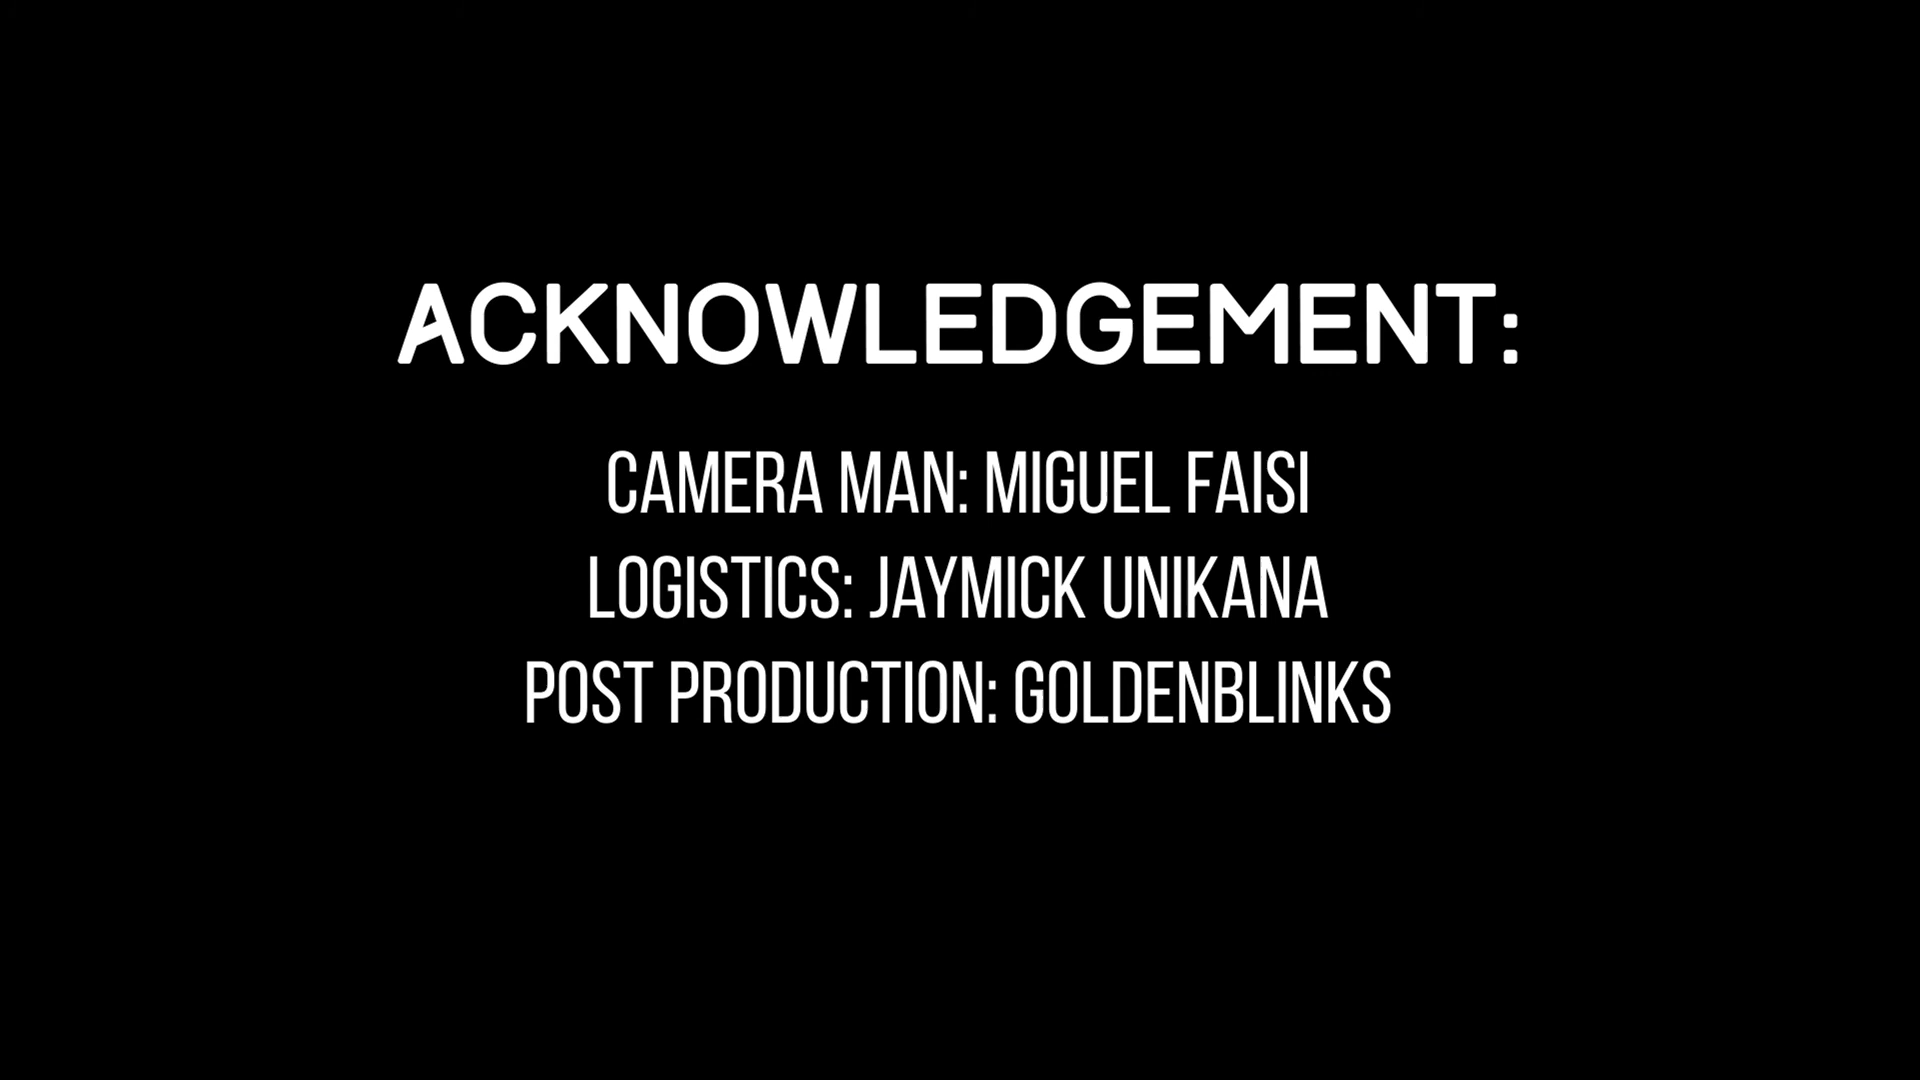 ACKNOWLEDGEMENT:
CAMERA MAN: MIGUEL FAISI
LOGISTICS: JAYMICK UNIKANA
POST PRODUCTION: GOLDENBLINKS